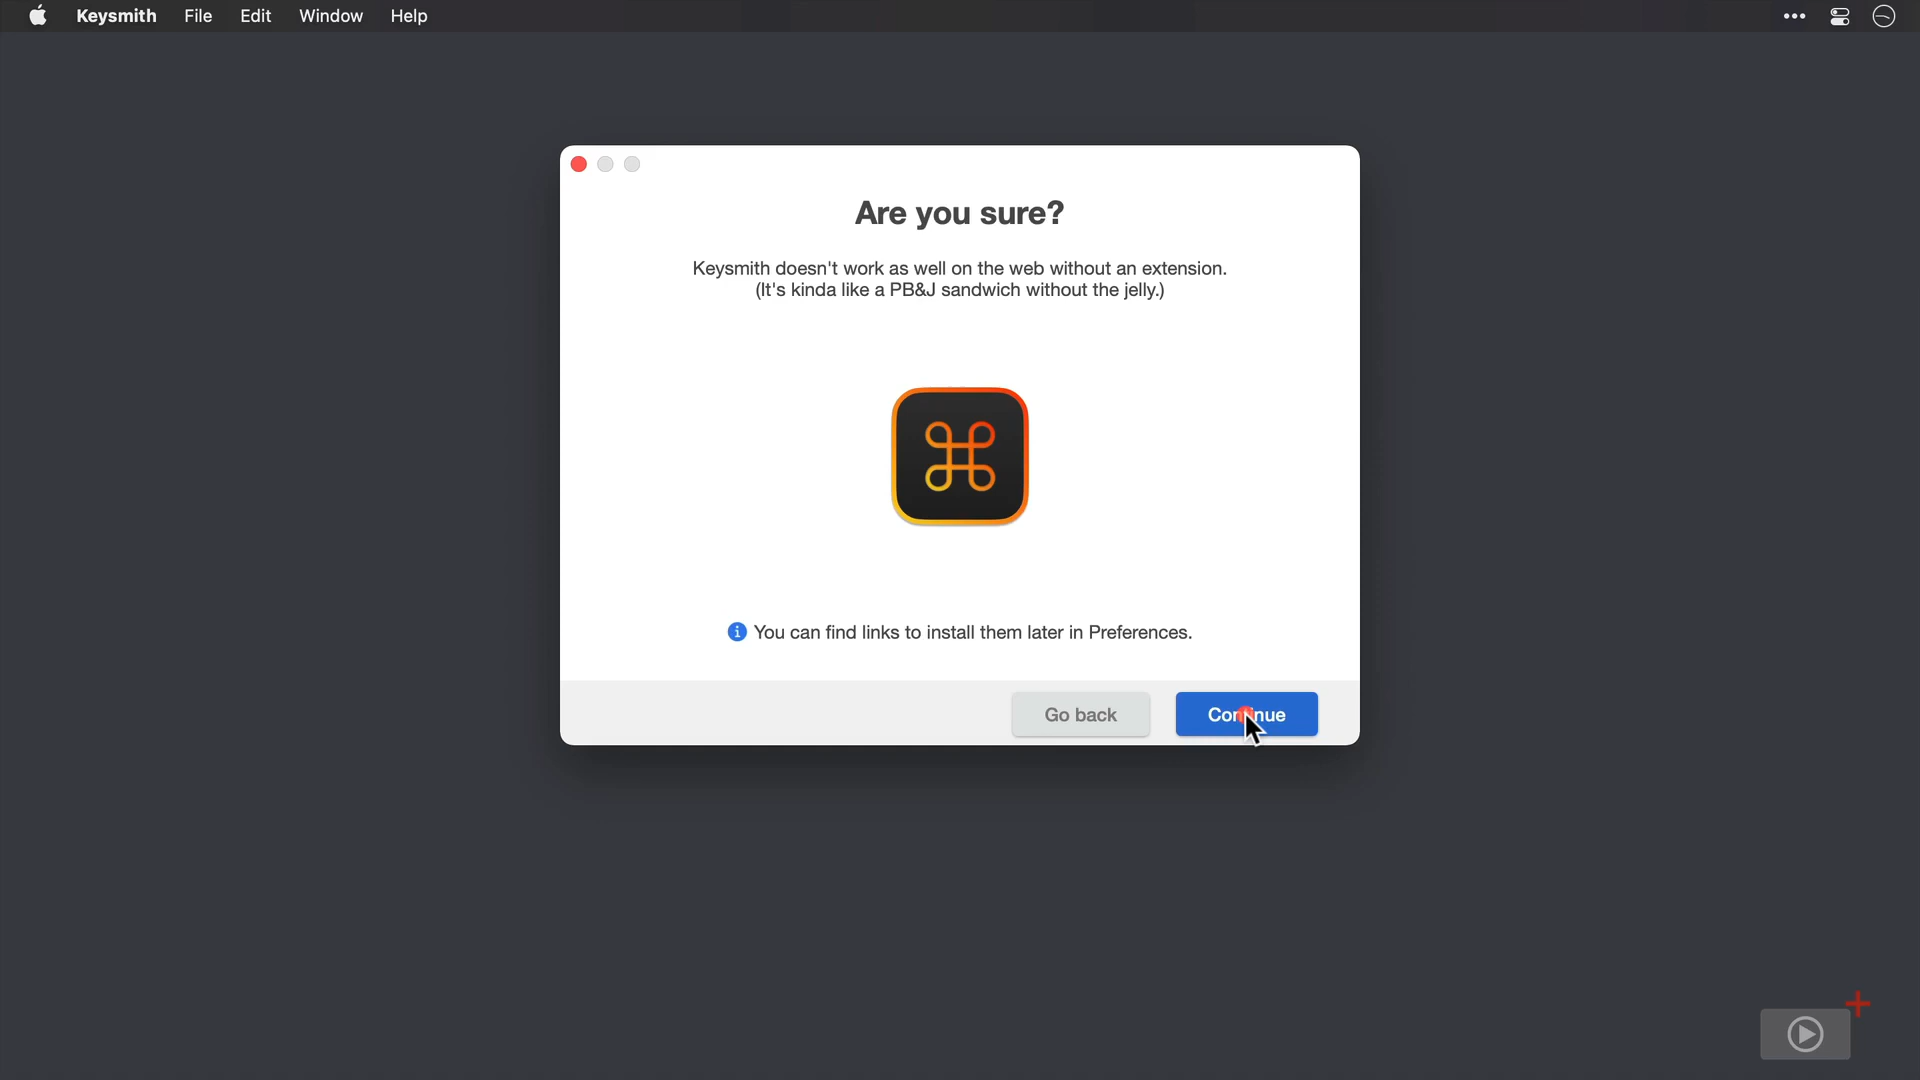 Keysmith File Edit Window Help
Are you sure?
Keysmith doesn't work as well on the web without an extension.
(It's kinda like a PB&J sandwich without the jelly.)
You can find links to install them later in Preferences.
Go back Continue